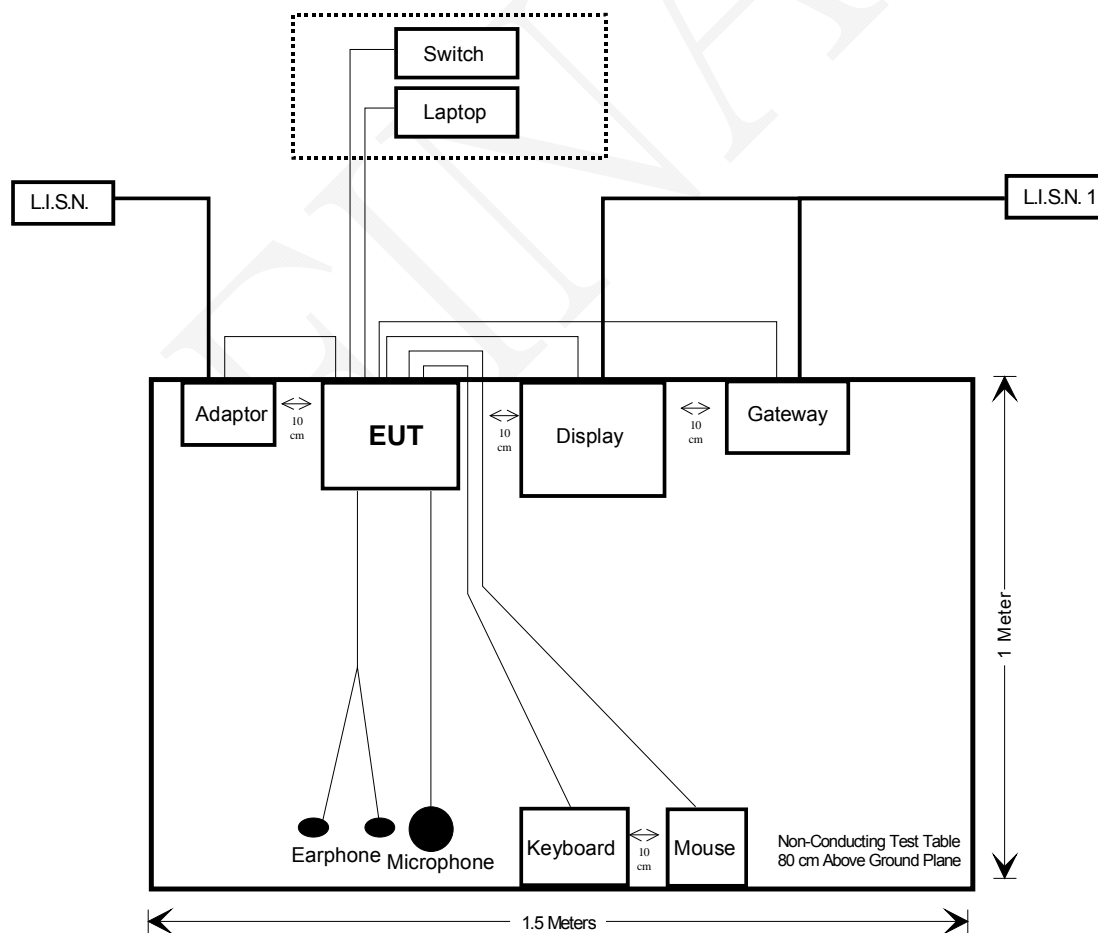 Switch
Laptop
L.I.S.N.
L.I.S.N. 1
Adaptor
10
cm
EUT
10
cm
Display
10
cm
Gateway
1 Meter
Earphone
Microphone
Keyboard
10
cm
Mouse
Non-Conducting Test Table
80 cm Above Ground Plane
1.5 Meters